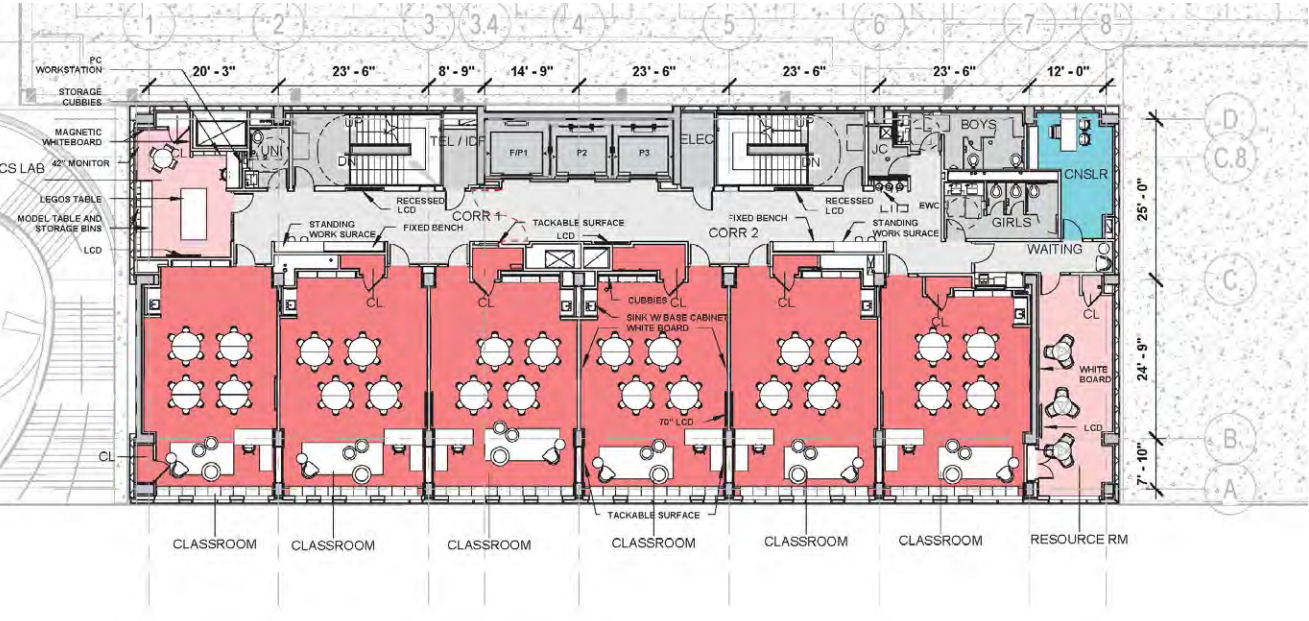 1 2 3 3.4 4 5 6 7 8
20' - 3" 23' - 6" 8' - 9" 14' - 9" 23' - 6" 23' - 6" 23' - 6" 12' - 0"
PC
WORKSTATION
STORAGE
CUBBIES
MAGNETIC
WHITEBOARD
42" MONITOR
CS LAB
LEGOS TABLE
MODEL TABLE AND
STORAGE BINS
LCD
UNI
UP
DN
TEL / IDF
F/P1
P2
P3
ELEC
UP
DN
JC
BOYS
CNSLR
GIRLS
EWC
WAITING
D
C.8
C
B
A
25' - 0"
24' - 9"
7' - 10"
RECESSED
LCD
CORR 1
STANDING
WORK SURACE
FIXED BENCH
TACKABLE SURFACE
LCD
FIXED BENCH
CORR 2
RECESSED
LCD
STANDING
WORK SURACE
CL
CL
CL
CL
CL
CL
CUBBIES
SINK W/ BASE CABINET
WHITE BOARD
70" LCD
WHITE
BOARD
LCD
CL
TACKABLE SURFACE
CLASSROOM
CLASSROOM
CLASSROOM
CLASSROOM
CLASSROOM
CLASSROOM
RESOURCE RM